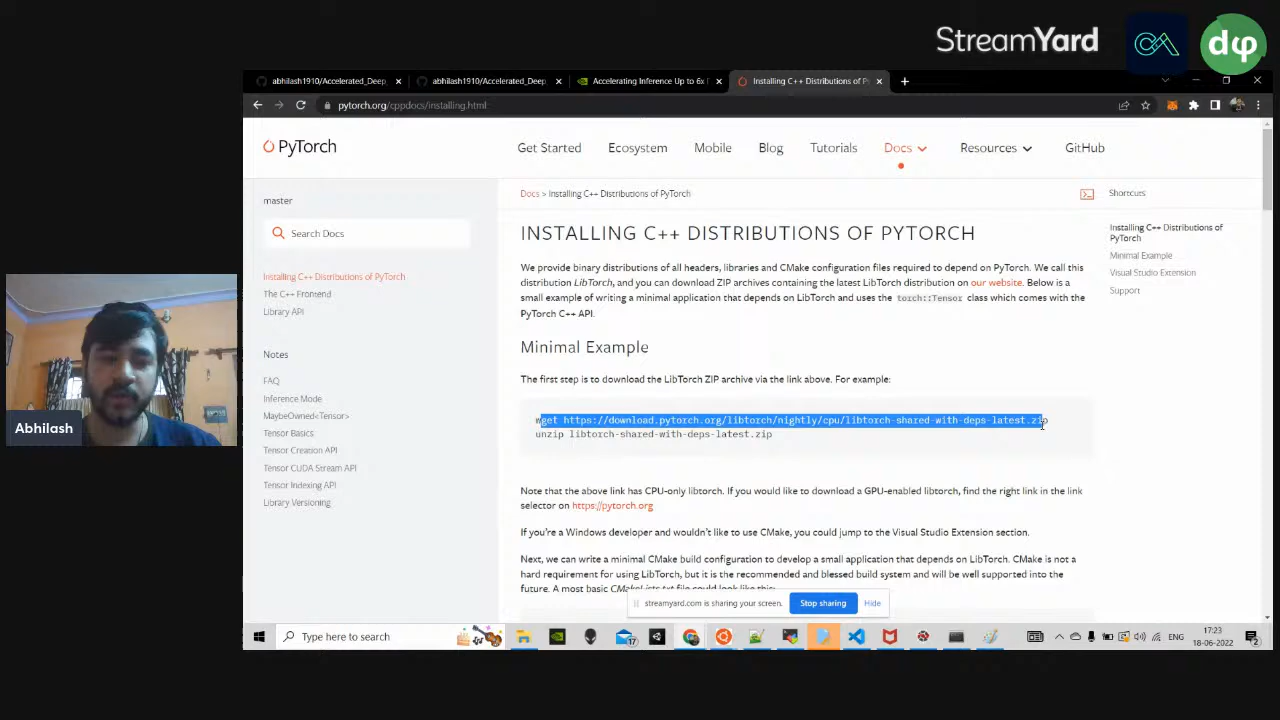 StreamYard
dφ
abhilash1910/Accelerated_Deep
abhilash1910/Accelerated_Deep
Accelerating Inference Up to 6x
Installing C++ Distributions of P
pytorch.org/cppdocs/installing.html
PyTorch
Get Started
Ecosystem
Mobile
Blog
Tutorials
Docs
Resources
GitHub
master
Search Docs
Installing C++ Distributions of PyTorch
The C++ Frontend
Library API
Notes
FAQ
Inference Mode
MaybeOwned<Tensor>
Tensor Basics
Tensor Creation API
Tensor CUDA Stream API
Tensor Indexing API
Library Versioning
Docs > Installing C++ Distributions of PyTorch
INSTALLING C++ DISTRIBUTIONS OF PYTORCH
We provide binary distributions of all headers, libraries and CMake configuration files required to depend on PyTorch. We call this
distribution LibTorch, and you can download ZIP archives containing the latest LibTorch distribution on our website. Below is a
small example of writing a minimal application that depends on LibTorch and uses the torch::Tensor class which comes with the
PyTorch C++ API.
Minimal Example
The first step is to download the LibTorch ZIP archive via the link above. For example:
wget https://download.pytorch.org/libtorch/nightly/cpu/libtorch-shared-with-deps-latest.zip
unzip libtorch-shared-with-deps-latest.zip
Note that the above link has CPU-only libtorch. If you would like to download a GPU-enabled libtorch, find the right link in the link
selector on https://pytorch.org
If you're a Windows developer and wouldn't like to use CMake, you could jump to the Visual Studio Extension section.
Next, we can write a minimal CMake build configuration to develop a small application that depends on LibTorch. CMake is not a
hard requirement for using LibTorch, but it is the recommended and blessed build system and will be well supported into the
future. A most basic CMakeLists.txt file could look like this:
Shortcuts
Installing C++ Distributions of
PyTorch
Minimal Example
Visual Studio Extension
Support
Abhilash
streamyard.com is sharing your screen.
Stop sharing
Hide
Type here to search
17
ENG
17:23
18-06-2022
2